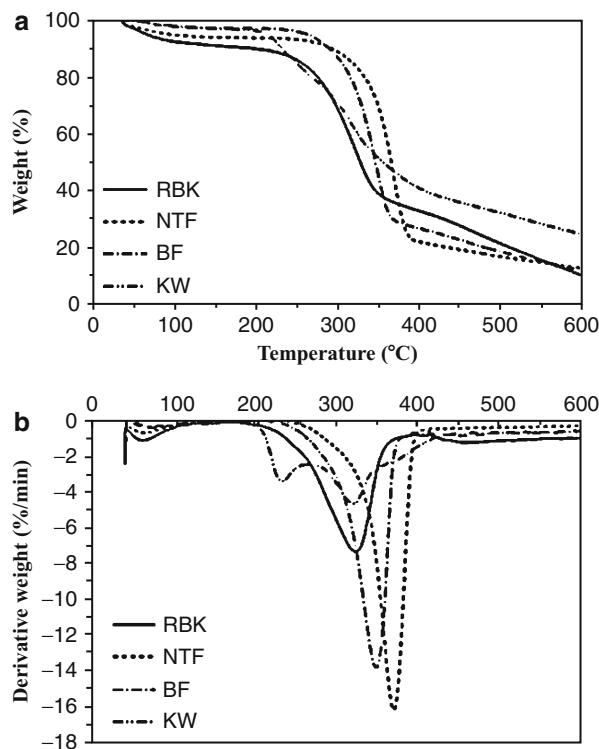 a
100
80
60
40
20
0
Weight (%)
RBK
NTF
BF
KW
0 100 200 300 400 500 600
Temperature (°C)
b
0 100 200 300 400 500 600
0
−2
−4
−6
−8
−10
−12
−14
−16
−18
Derivative weight (%/min)
RBK
NTF
BF
KW